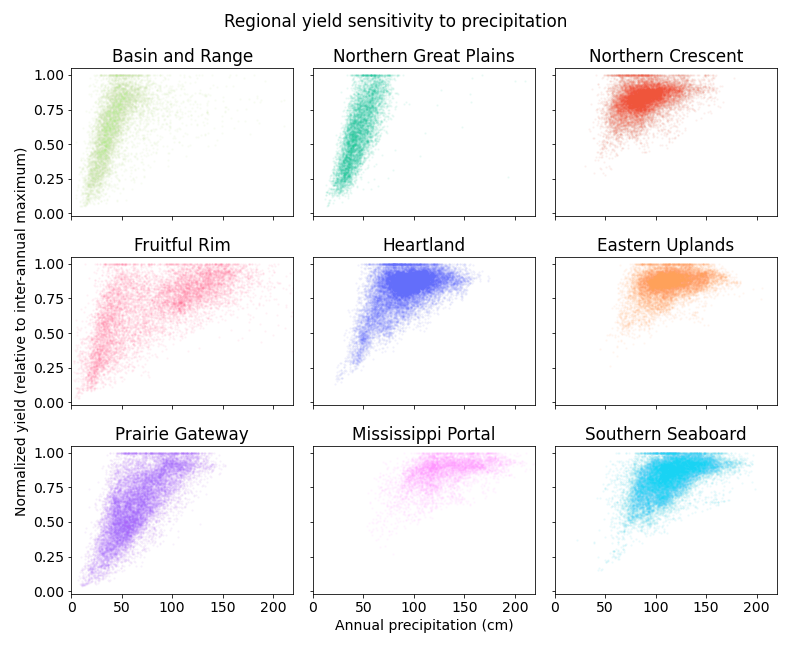 Regional yield sensitivity to precipitation
Basin and Range
Northern Great Plains
Northern Crescent
1.00
0.75
0.50
0.25
0.00
Fruitful Rim
Heartland
Eastern Uplands
1.00
0.75
0.50
0.25
0.00
Normalized yield (relative to inter-annual maximum)
Prairie Gateway
Mississippi Portal
Southern Seaboard
1.00
0.75
0.50
0.25
0.00
0 50 100 150 200
0 50 100 150 200
0 50 100 150 200
Annual precipitation (cm)